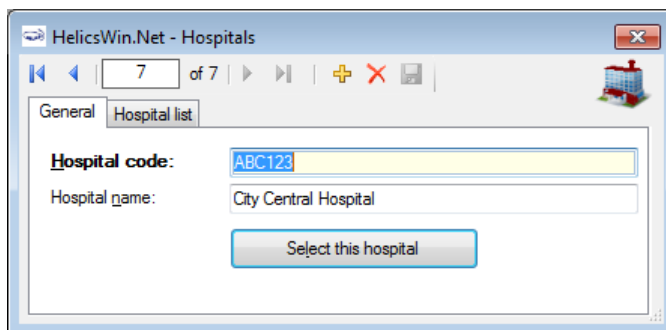 HelicsWin.Net - Hospitals
7 of 7
General Hospital list
Hospital code: ABC123
Hospital name: City Central Hospital
Select this hospital